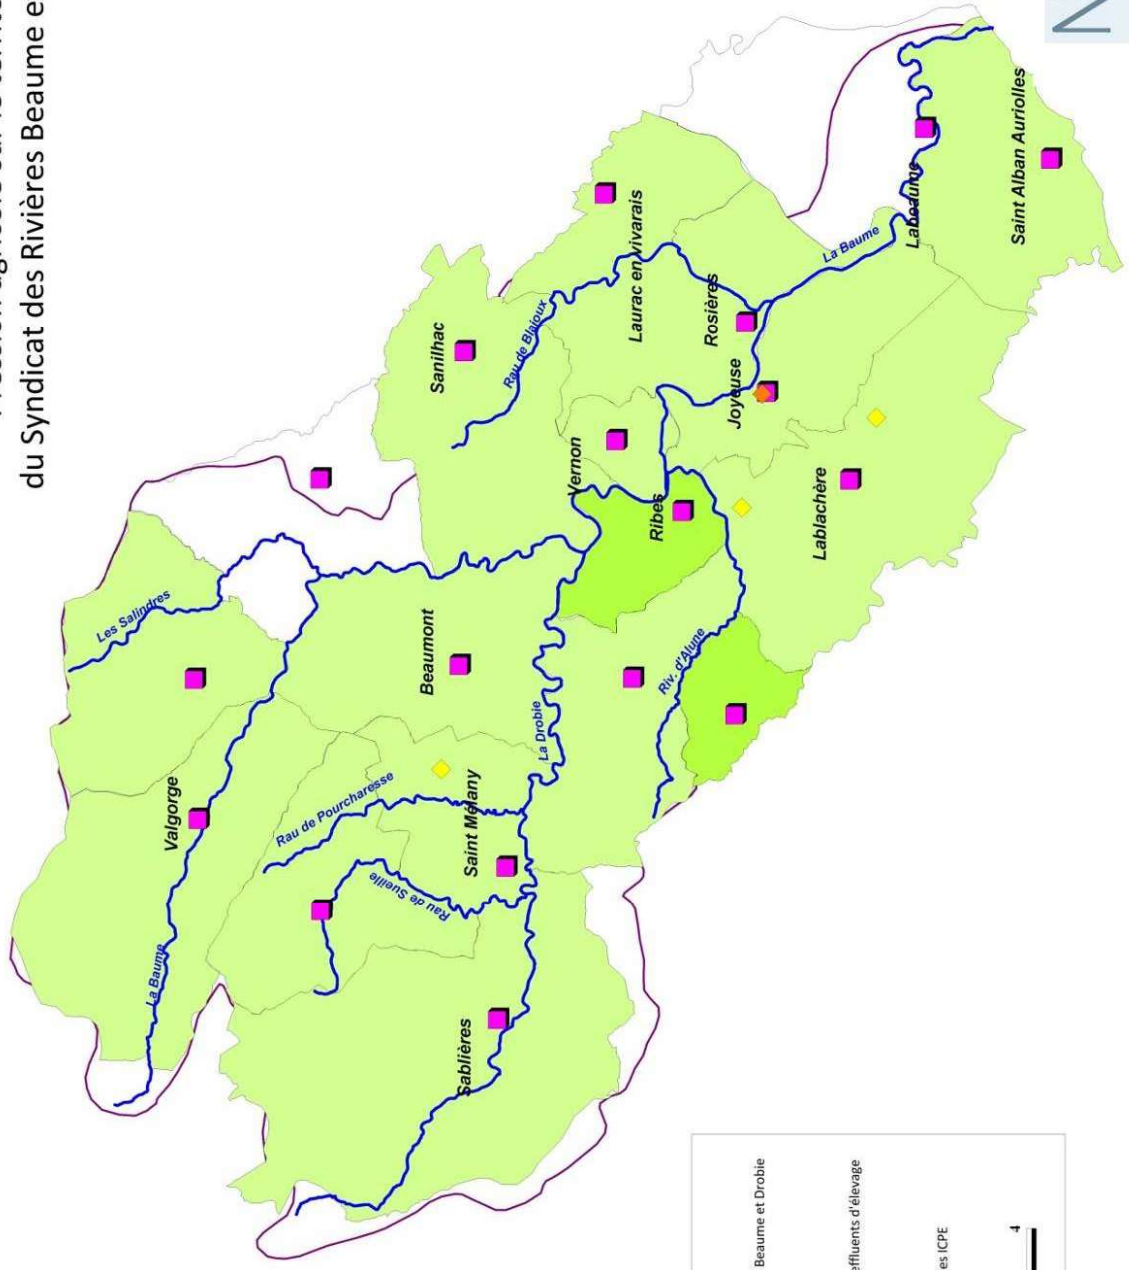 du Syndicat des Rivières Beaume e
Les Salindres
Valgorge
La Baume
Rau de Pourcharesse
Rau de Sueille
Saint Mélany
Sablières
Beaumont
La Drobie
Sanilhac
Rau de Blajoux
Laurac en vivarais
Vernon
Ribes
Rosières
Joyeuse
Lablachère
Riv. d'Alune
La Baume
Labeaume
Saint Alban Auriolles
Beaume et Drobie
effluents d'élevage
es ICPE
4
N